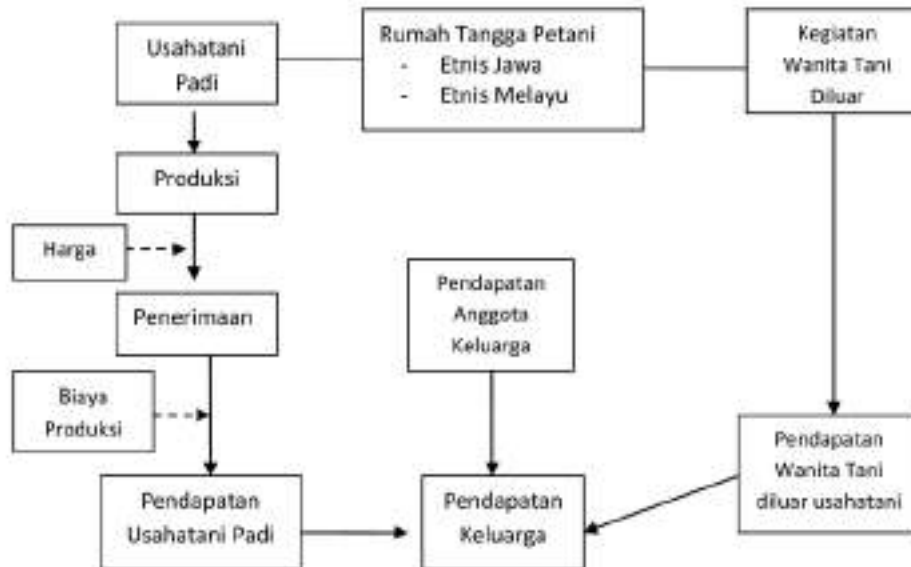 Usahatani
Padi
Rumah Tangga Petani
- Etnis Jawa
- Etnis Melayu
Kegiatan
Wanita Tani
Diluar
Produksi
Harga
Penerimaan
Pendapatan
Anggota
Keluarga
Biaya
Produksi
Pendapatan
Usahatani Padi
Pendapatan
Keluarga
Pendapatan
Wanita Tani
diluar usahatani